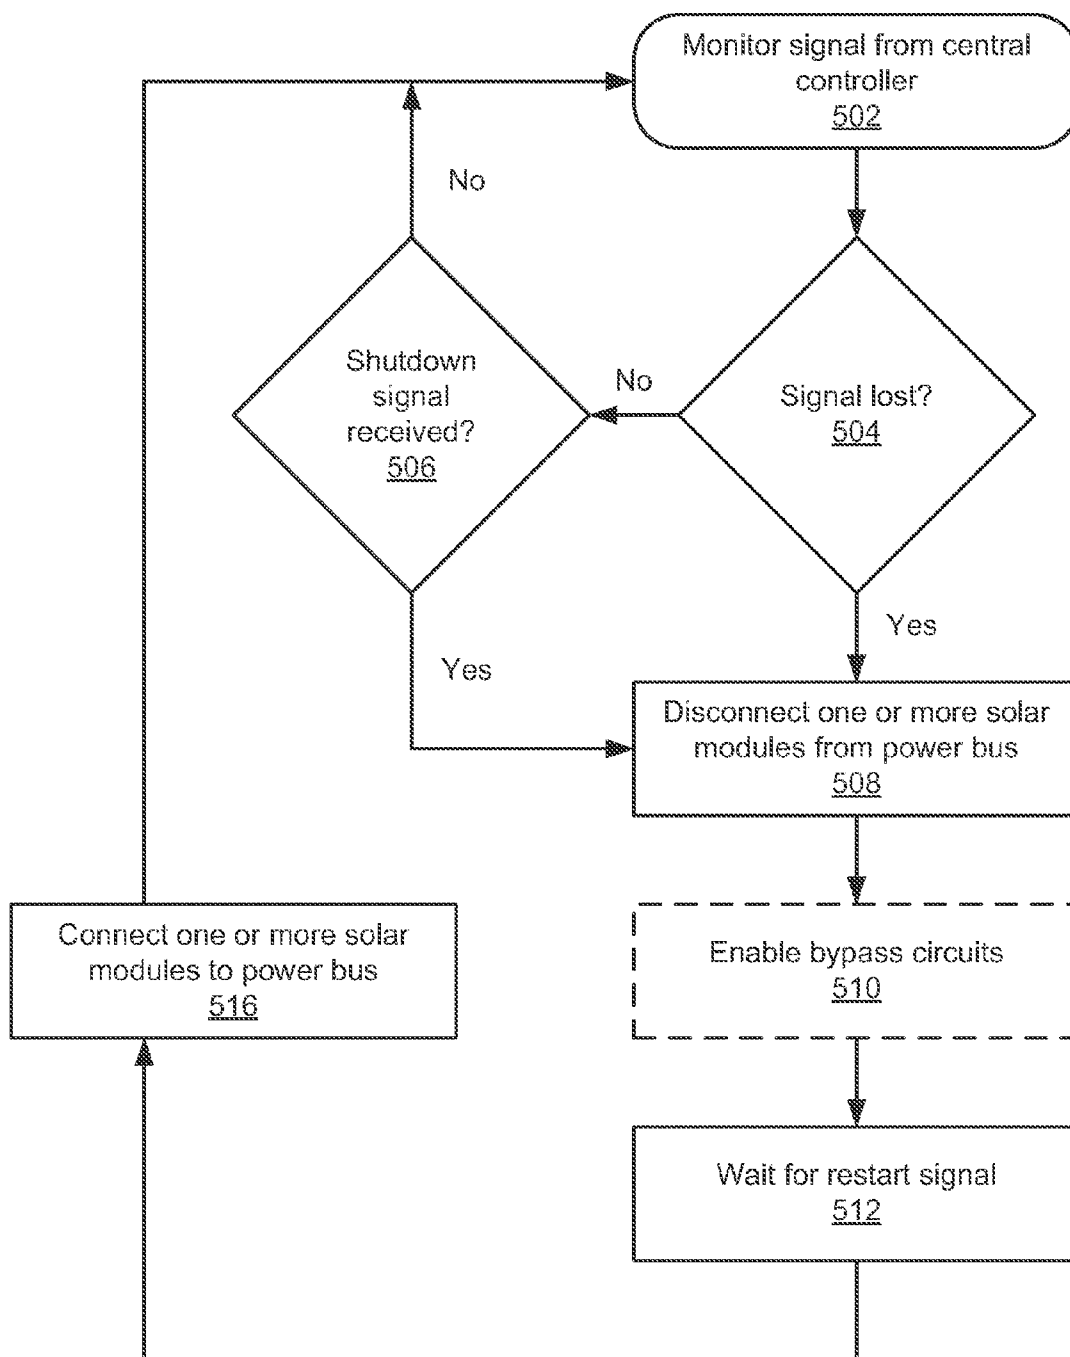 Monitor signal from central
controller
502
No
Shutdown
signal
received?
506
No
Signal lost?
504
Yes
Yes
Disconnect one or more solar
modules from power bus
508
Connect one or more solar
modules to power bus
516
Enable bypass circuits
510
Wait for restart signal
512